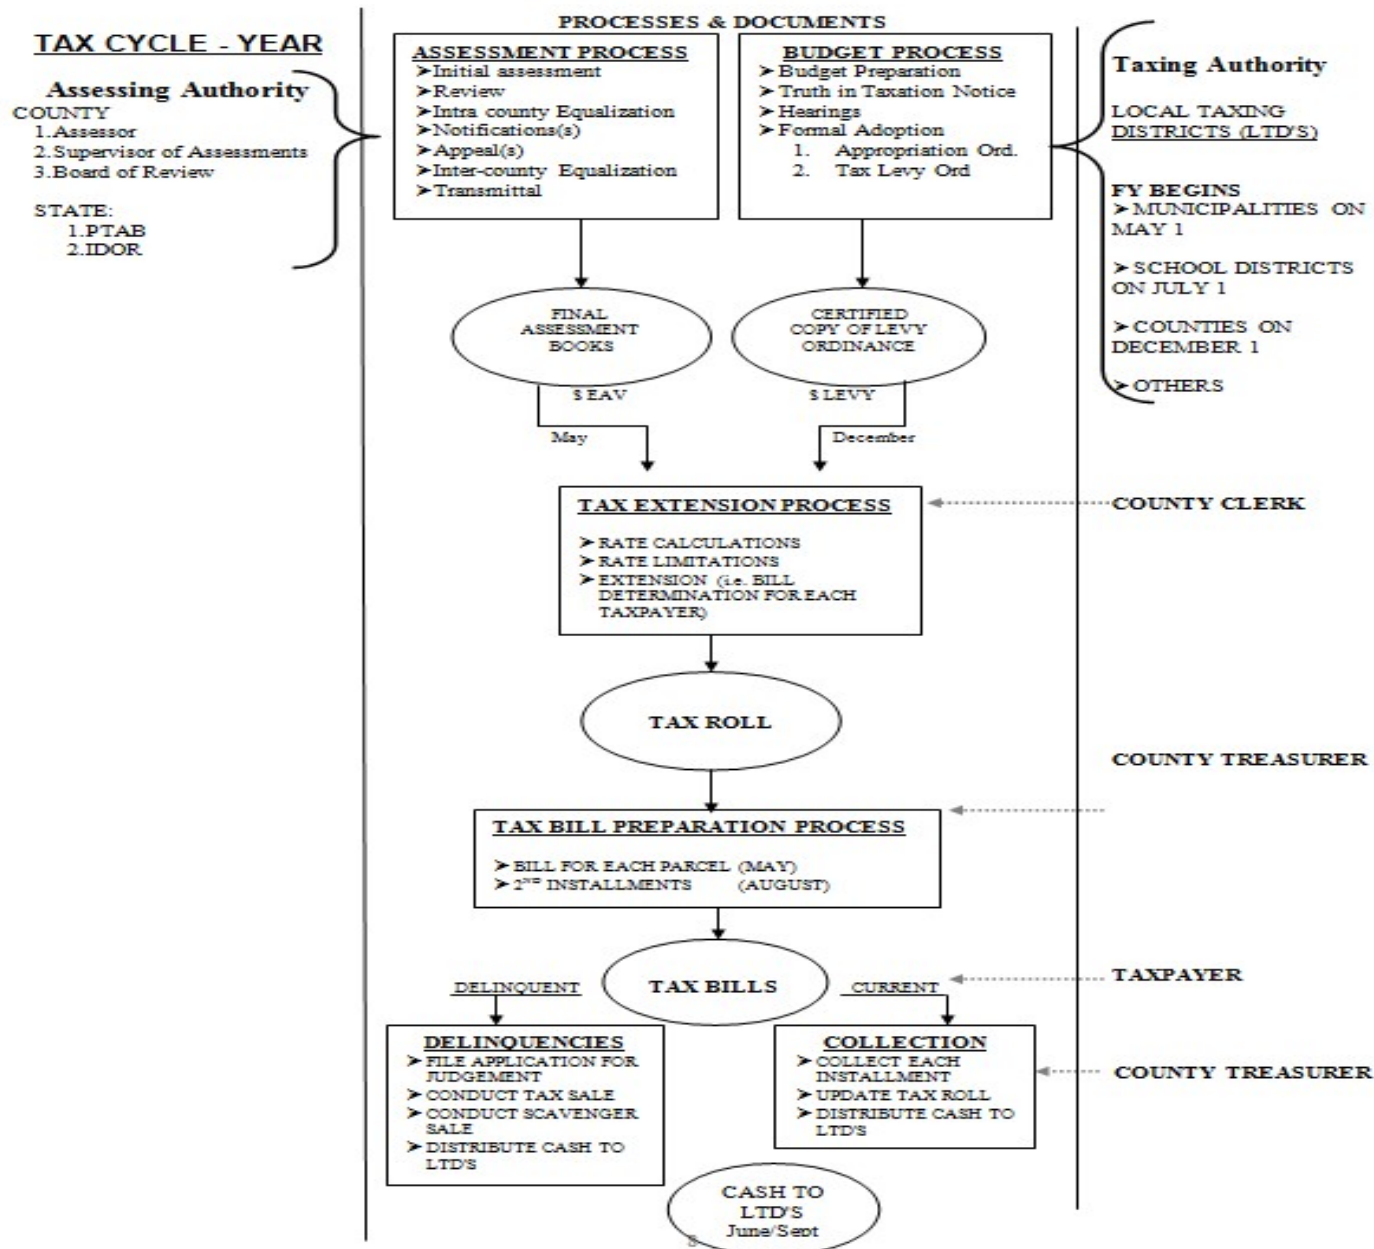 PROCESSES & DOCUMENTS
TAX CYCLE - YEAR
Assessing Authority
COUNTY
1.Assessor
2.Supervisor of Assessments
3.Board of Review
STATE:
1.PTAB
2.IDOR
ASSESSMENT PROCESS
➤Initial assessment
➤Review
➤Intra county Equalization
➤Notifications(s)
➤Appeal(s)
➤Inter-county Equalization
➤Transmittal
BUDGET PROCESS
➤Budget Preparation
➤Truth in Taxation Notice
➤Hearings
➤Formal Adoption
1. Appropriation Ord.
2. Tax Levy Ord
Taxing Authority
LOCAL TAXING
DISTRICTS (LTD'S)
FY BEGINS
➤MUNICIPALITIES ON
MAY 1
➤SCHOOL DISTRICTS
ON JULY 1
➤COUNTIES ON
DECEMBER 1
➤OTHERS
FINAL
ASSESSMENT
BOOKS
CERTIFIED
COPY OF LEVY
ORDINANCE
$ EAV
$ LEVY
May
December
TAX EXTENSION PROCESS
➤RATE CALCULATIONS
➤RATE LIMITATIONS
➤EXTENSION (i.e. BILL
DETERMINATION FOR EACH
TAXPAYER)
COUNTY CLERK
TAX ROLL
COUNTY TREASURER
TAX BILL PREPARATION PROCESS
➤BILL FOR EACH PARCEL (MAY)
➤2ND INSTALLMENTS (AUGUST)
TAX BILLS
TAXPAYER
DELINQUENT
CURRENT
DELINQUENCIES
➤FILE APPLICATION FOR
JUDGEMENT
➤CONDUCT TAX SALE
➤CONDUCT SCAVENGER
SALE
➤DISTRIBUTE CASH TO
LTD'S
COLLECTION
➤COLLECT EACH
INSTALLMENT
➤UPDATE TAX ROLL
➤DISTRIBUTE CASH TO
LTD'S
COUNTY TREASURER
CASH TO
LTD'S
June/Sept